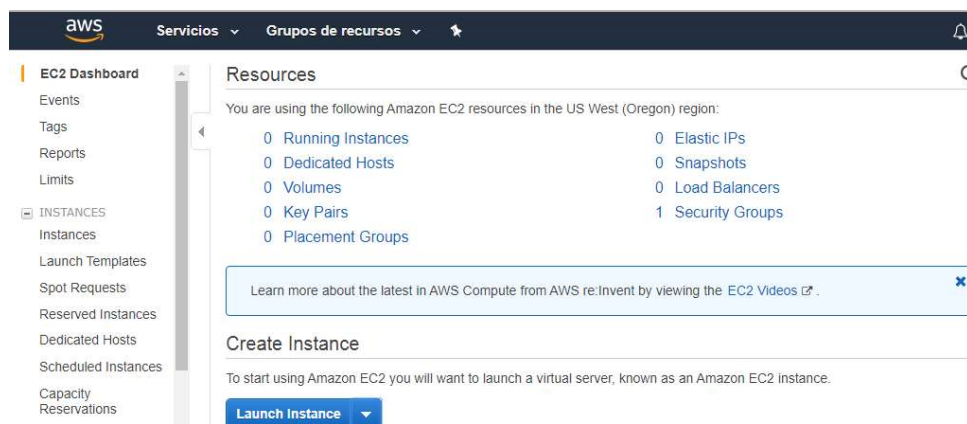 aws Servicios Grupos de recursos
EC2 Dashboard
Events
Tags
Reports
Limits
INSTANCES
Instances
Launch Templates
Spot Requests
Reserved Instances
Dedicated Hosts
Scheduled Instances
Capacity
Reservations
Resources
You are using the following Amazon EC2 resources in the US West (Oregon) region:
0 Running Instances
0 Dedicated Hosts
0 Volumes
0 Key Pairs
0 Placement Groups
0 Elastic IPs
0 Snapshots
0 Load Balancers
1 Security Groups
Learn more about the latest in AWS Compute from AWS re:Invent by viewing the EC2 Videos .
Create Instance
To start using Amazon EC2 you will want to launch a virtual server, known as an Amazon EC2 instance.
Launch Instance